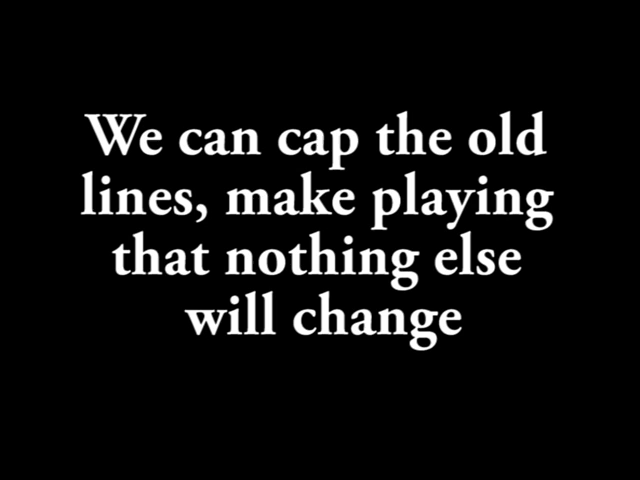 We can cap the old
lines, make playing
that nothing else
will change